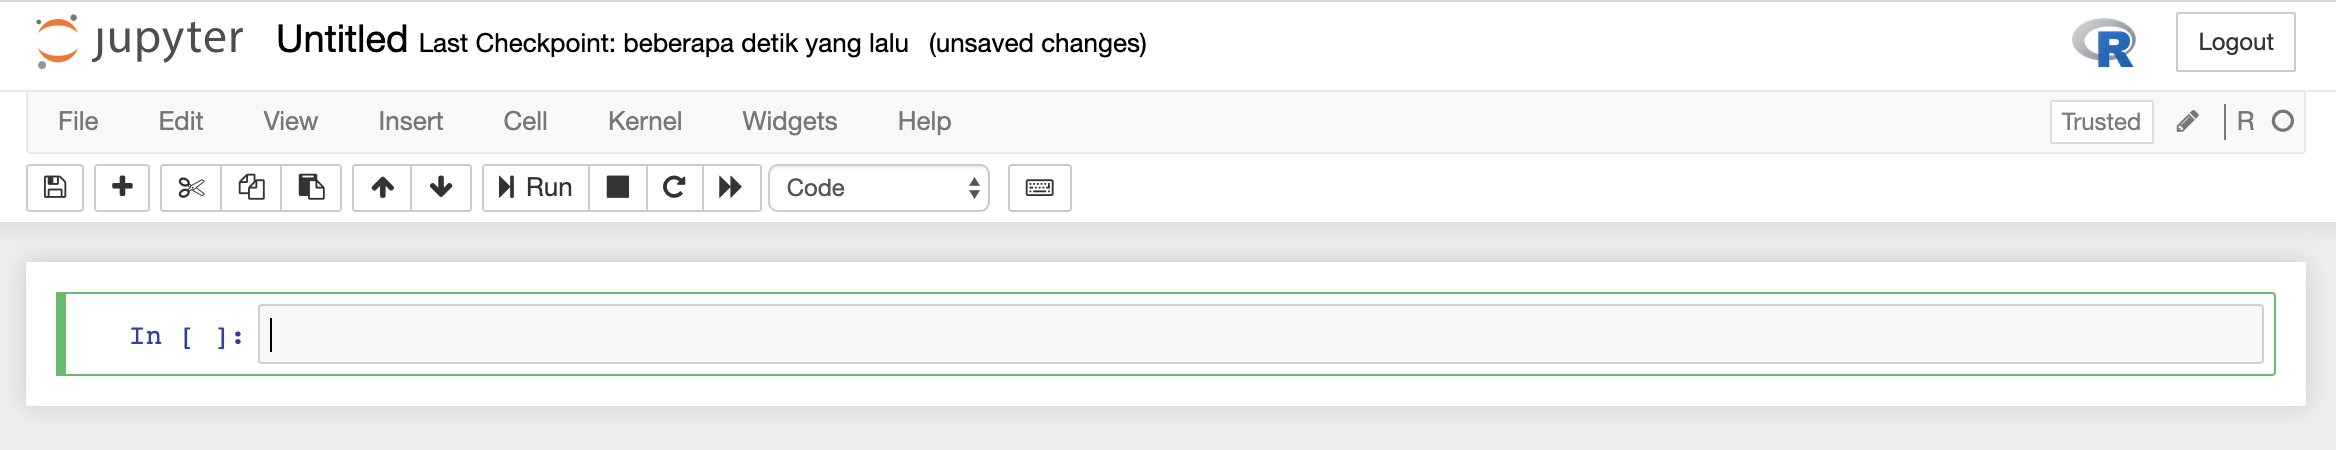 jupyter Untitled Last Checkpoint: beberapa detik yang lalu (unsaved changes) R Logout
File Edit View Insert Cell Kernel Widgets Help Trusted R
Run Code
In [ ]: